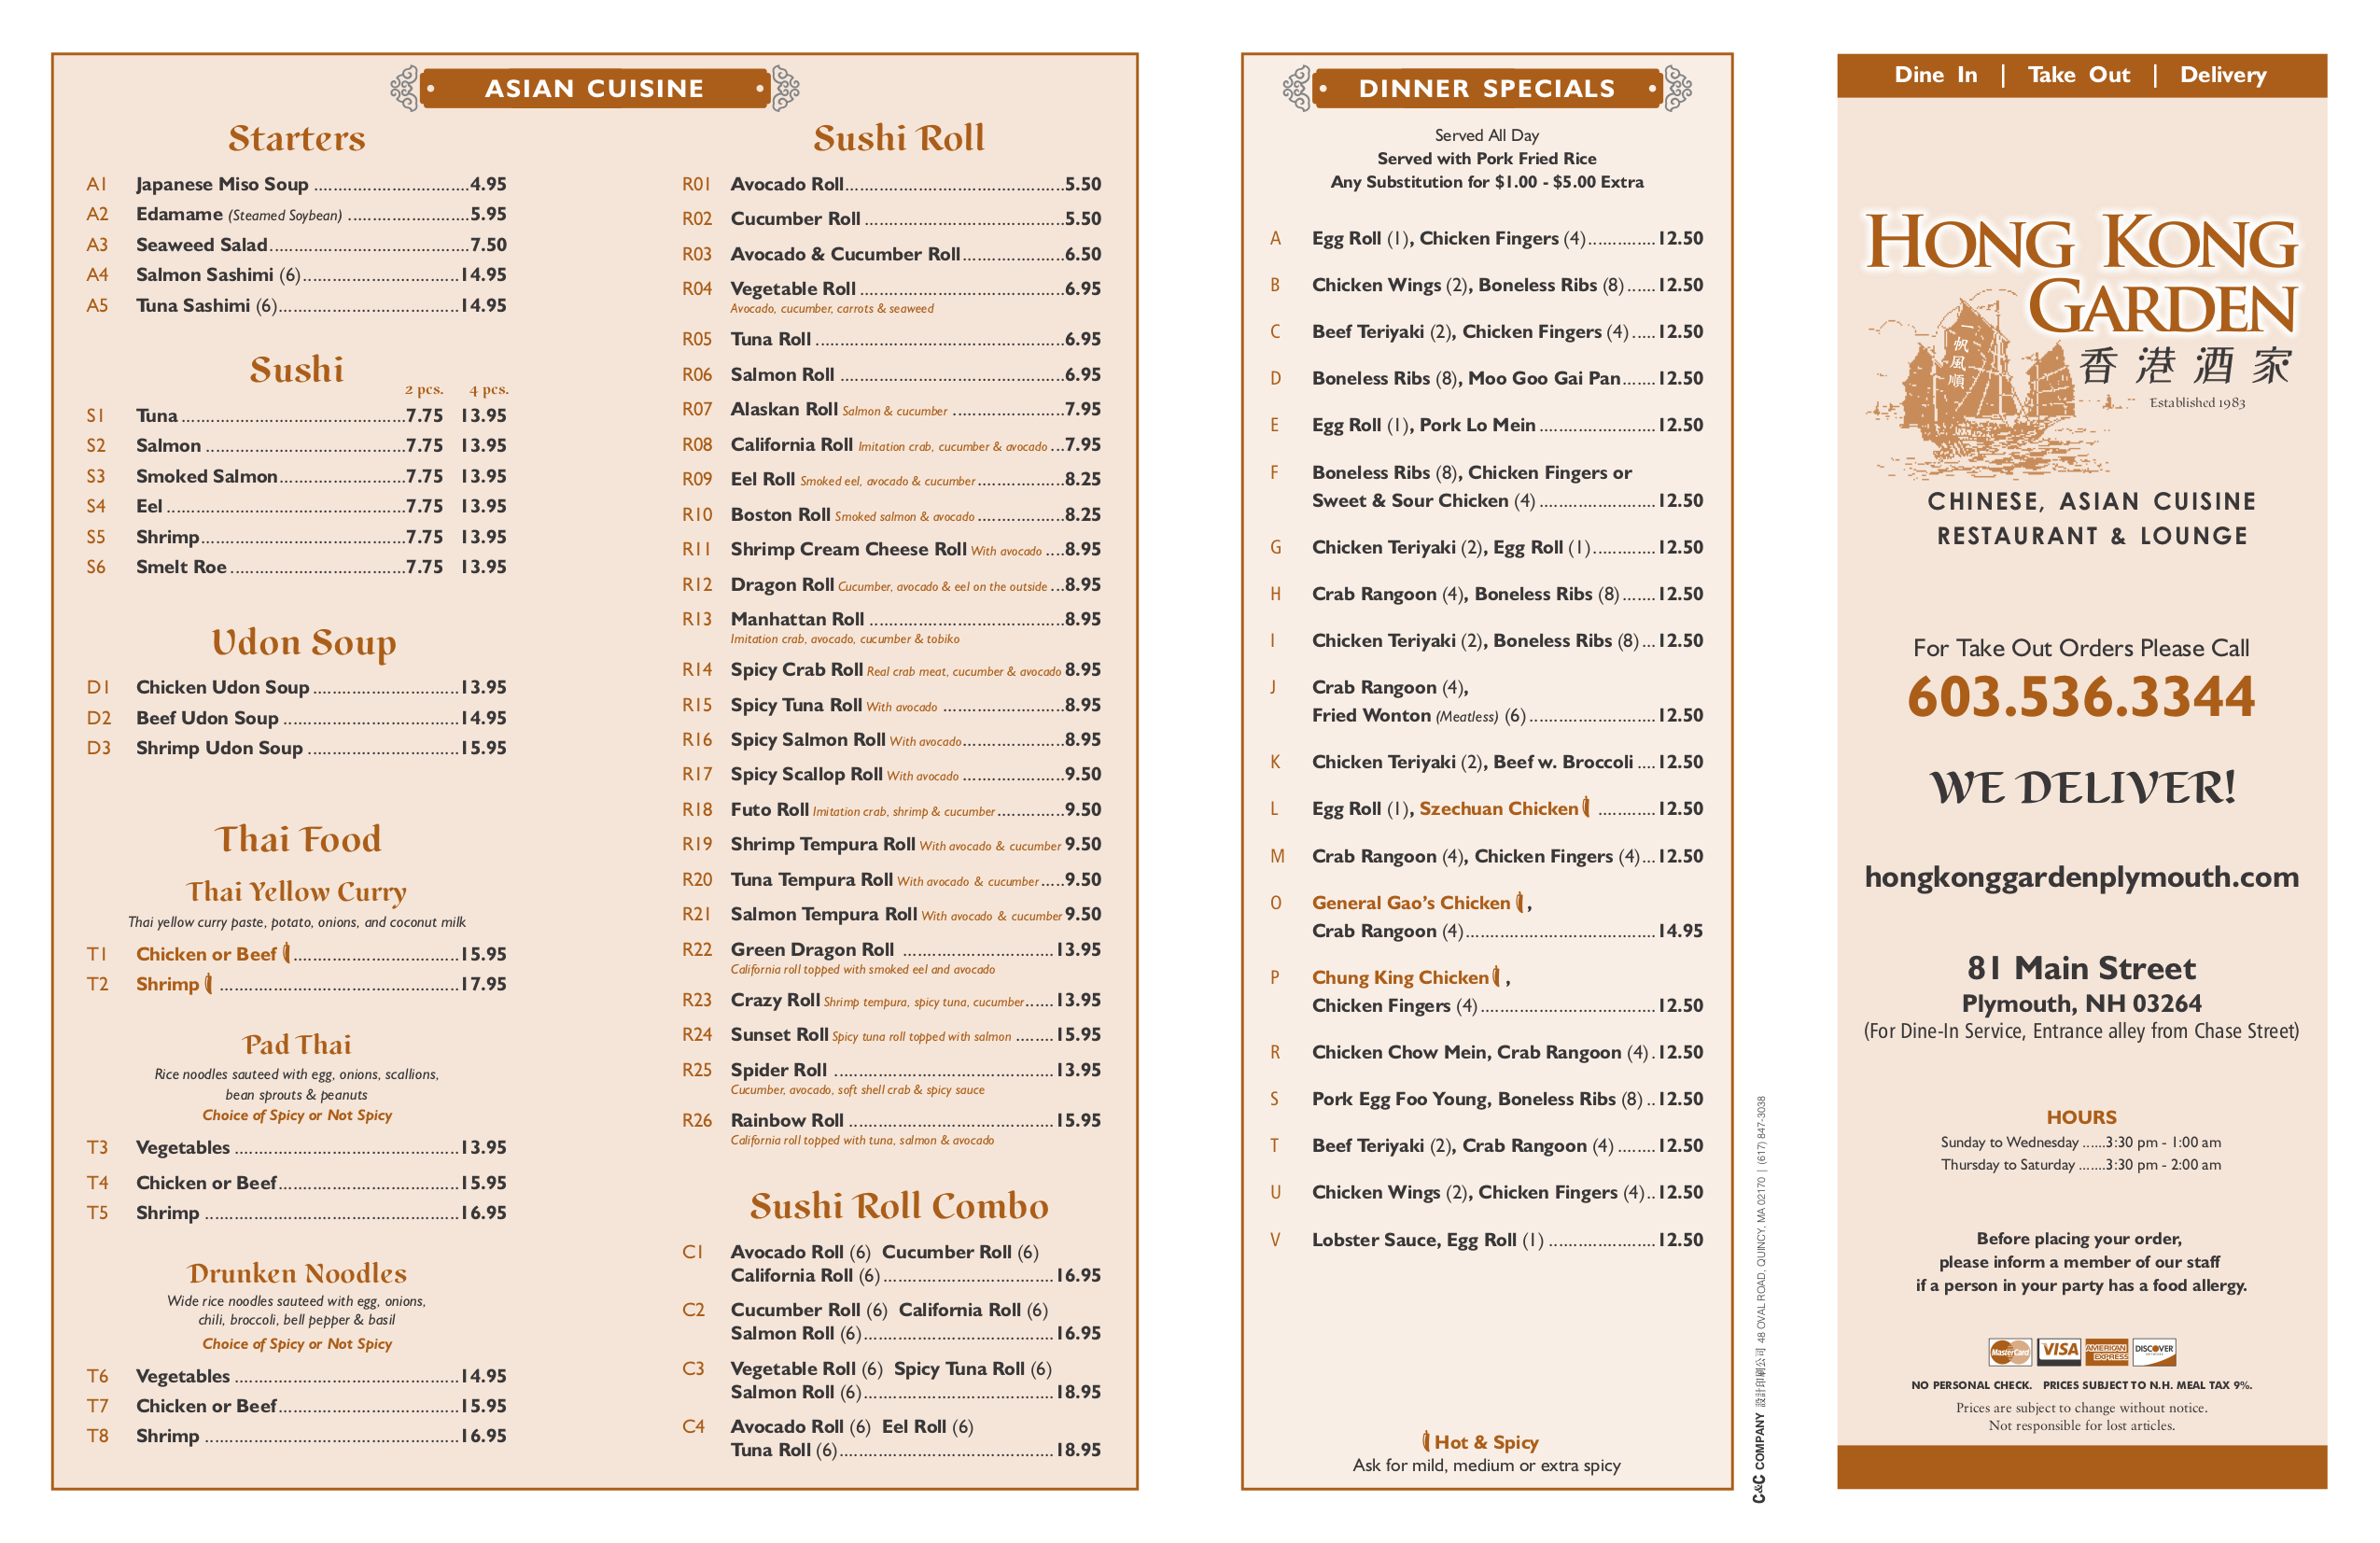 ASIAN CUISINE
Starters
A1 Japanese Miso Soup ................................4.95
A2 Edamame (Steamed Soybean) .........................5.95
A3 Seaweed Salad.........................................7.50
A4 Salmon Sashimi (6)................................14.95
A5 Tuna Sashimi (6).....................................14.95
Sushi
2 pcs. 4 pcs.
S1 Tuna ..............................................7.75 13.95
S2 Salmon .........................................7.75 13.95
S3 Smoked Salmon..........................7.75 13.95
S4 Eel .................................................7.75 13.95
S5 Shrimp..........................................7.75 13.95
S6 Smelt Roe ....................................7.75 13.95
Udon Soup
D1 Chicken Udon Soup ..............................13.95
D2 Beef Udon Soup ....................................14.95
D3 Shrimp Udon Soup ...............................15.95
Thai Food
Thai Yellow Curry
Thai yellow curry paste, potato, onions, and coconut milk
T1 Chicken or Beef ..................................15.95
T2 Shrimp .................................................17.95
Pad Thai
Rice noodles sauteed with egg, onions, scallions,
bean sprouts & peanuts
Choice of Spicy or Not Spicy
T3 Vegetables ..............................................13.95
T4 Chicken or Beef.....................................15.95
T5 Shrimp ....................................................16.95
Drunken Noodles
Wide rice noodles sauteed with egg, onions,
chili, broccoli, bell pepper & basil
Choice of Spicy or Not Spicy
T6 Vegetables ..............................................14.95
T7 Chicken or Beef.....................................15.95
T8 Shrimp ....................................................16.95
Sushi Roll
R01 Avocado Roll.............................................5.50
R02 Cucumber Roll .........................................5.50
R03 Avocado & Cucumber Roll.....................6.50
R04 Vegetable Roll ..........................................6.95
Avocado, cucumber, carrots & seaweed
R05 Tuna Roll ...................................................6.95
R06 Salmon Roll ..............................................6.95
R07 Alaskan Roll Salmon & cucumber .......................7.95
R08 California Roll Imitation crab, cucumber & avocado ...7.95
R09 Eel Roll Smoked eel, avocado & cucumber ..................8.25
R10 Boston Roll Smoked salmon & avocado ..................8.25
R11 Shrimp Cream Cheese Roll With avocado ....8.95
R12 Dragon Roll Cucumber, avocado & eel on the outside ...8.95
R13 Manhattan Roll ........................................8.95
Imitation crab, avocado, cucumber & tobiko
R14 Spicy Crab Roll Real crab meat, cucumber & avocado 8.95
R15 Spicy Tuna Roll With avocado .........................8.95
R16 Spicy Salmon Roll With avocado.....................8.95
R17 Spicy Scallop Roll With avocado .....................9.50
R18 Futo Roll Imitation crab, shrimp & cucumber..............9.50
R19 Shrimp Tempura Roll With avocado & cucumber 9.50
R20 Tuna Tempura Roll With avocado & cucumber .....9.50
R21 Salmon Tempura Roll With avocado & cucumber 9.50
R22 Green Dragon Roll ...............................13.95
California roll topped with smoked eel and avocado
R23 Crazy Roll Shrimp tempura, spicy tuna, cucumber......13.95
R24 Sunset Roll Spicy tuna roll topped with salmon ........15.95
R25 Spider Roll .............................................13.95
Cucumber, avocado, soft shell crab & spicy sauce
R26 Rainbow Roll ..........................................15.95
California roll topped with tuna, salmon & avocado
Sushi Roll Combo
C1 Avocado Roll (6) Cucumber Roll (6)
California Roll (6)...................................16.95
C2 Cucumber Roll (6) California Roll (6)
Salmon Roll (6).......................................16.95
C3 Vegetable Roll (6) Spicy Tuna Roll (6)
Salmon Roll (6).......................................18.95
C4 Avocado Roll (6) Eel Roll (6)
Tuna Roll (6)............................................18.95
DINNER SPECIALS
Served All Day
Served with Pork Fried Rice
Any Substitution for $1.00 - $5.00 Extra
A Egg Roll (1), Chicken Fingers (4)..............12.50
B Chicken Wings (2), Boneless Ribs (8) ......12.50
C Beef Teriyaki (2), Chicken Fingers (4) .....12.50
D Boneless Ribs (8), Moo Goo Gai Pan.......12.50
E Egg Roll (1), Pork Lo Mein ........................12.50
F Boneless Ribs (8), Chicken Fingers or
Sweet & Sour Chicken (4) ........................12.50
G Chicken Teriyaki (2), Egg Roll (1).............12.50
H Crab Rangoon (4), Boneless Ribs (8).......12.50
I Chicken Teriyaki (2), Boneless Ribs (8)...12.50
J Crab Rangoon (4),
Fried Wonton (Meatless) (6) ..........................12.50
K Chicken Teriyaki (2), Beef w. Broccoli ....12.50
L Egg Roll (1), Szechuan Chicken ............12.50
M Crab Rangoon (4), Chicken Fingers (4)...12.50
O General Gao's Chicken ,
Crab Rangoon (4).......................................14.95
P Chung King Chicken ,
Chicken Fingers (4)....................................12.50
R Chicken Chow Mein, Crab Rangoon (4) .12.50
S Pork Egg Foo Young, Boneless Ribs (8) ..12.50
T Beef Teriyaki (2), Crab Rangoon (4) ........12.50
U Chicken Wings (2), Chicken Fingers (4)..12.50
V Lobster Sauce, Egg Roll (1) ......................12.50
Hot & Spicy
Ask for mild, medium or extra spicy
C&C COMPANY 設計印刷公司 48 OVAL ROAD, QUINCY, MA 02170 | (617) 847-3038
Dine In | Take Out | Delivery
HONG KONG
GARDEN
帆風順
香港酒家
Established 1983
CHINESE, ASIAN CUISINE
RESTAURANT & LOUNGE
For Take Out Orders Please Call
603.536.3344
WE DELIVER!
hongkonggardenplymouth.com
81 Main Street
Plymouth, NH 03264
(For Dine-In Service, Entrance alley from Chase Street)
HOURS
Sunday to Wednesday ......3:30 pm - 1:00 am
Thursday to Saturday .......3:30 pm - 2:00 am
Before placing your order,
please inform a member of our staff
if a person in your party has a food allergy.
MasterCard VISA AMERICAN EXPRESS DISCOVER
NO PERSONAL CHECK. PRICES SUBJECT TO N.H. MEAL TAX 9%.
Prices are subject to change without notice.
Not responsible for lost articles.